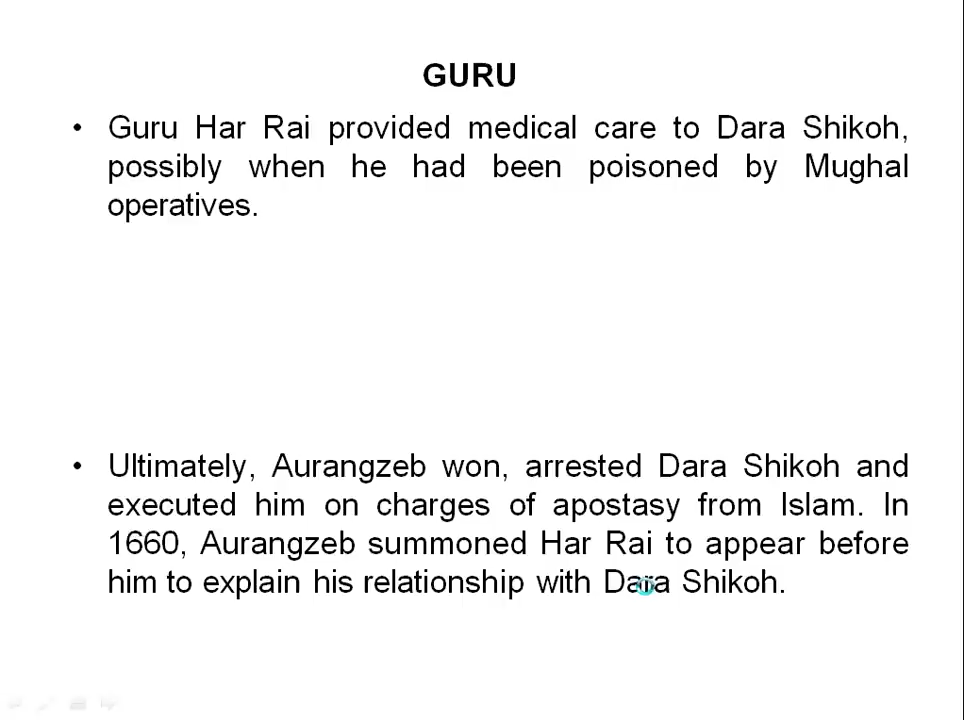 GURU
• Guru Har Rai provided medical care to Dara Shikoh,
possibly when he had been poisoned by Mughal
operatives.
• Ultimately, Aurangzeb won, arrested Dara Shikoh and
executed him on charges of apostasy from Islam. In
1660, Aurangzeb summoned Har Rai to appear before
him to explain his relationship with Dara Shikoh.